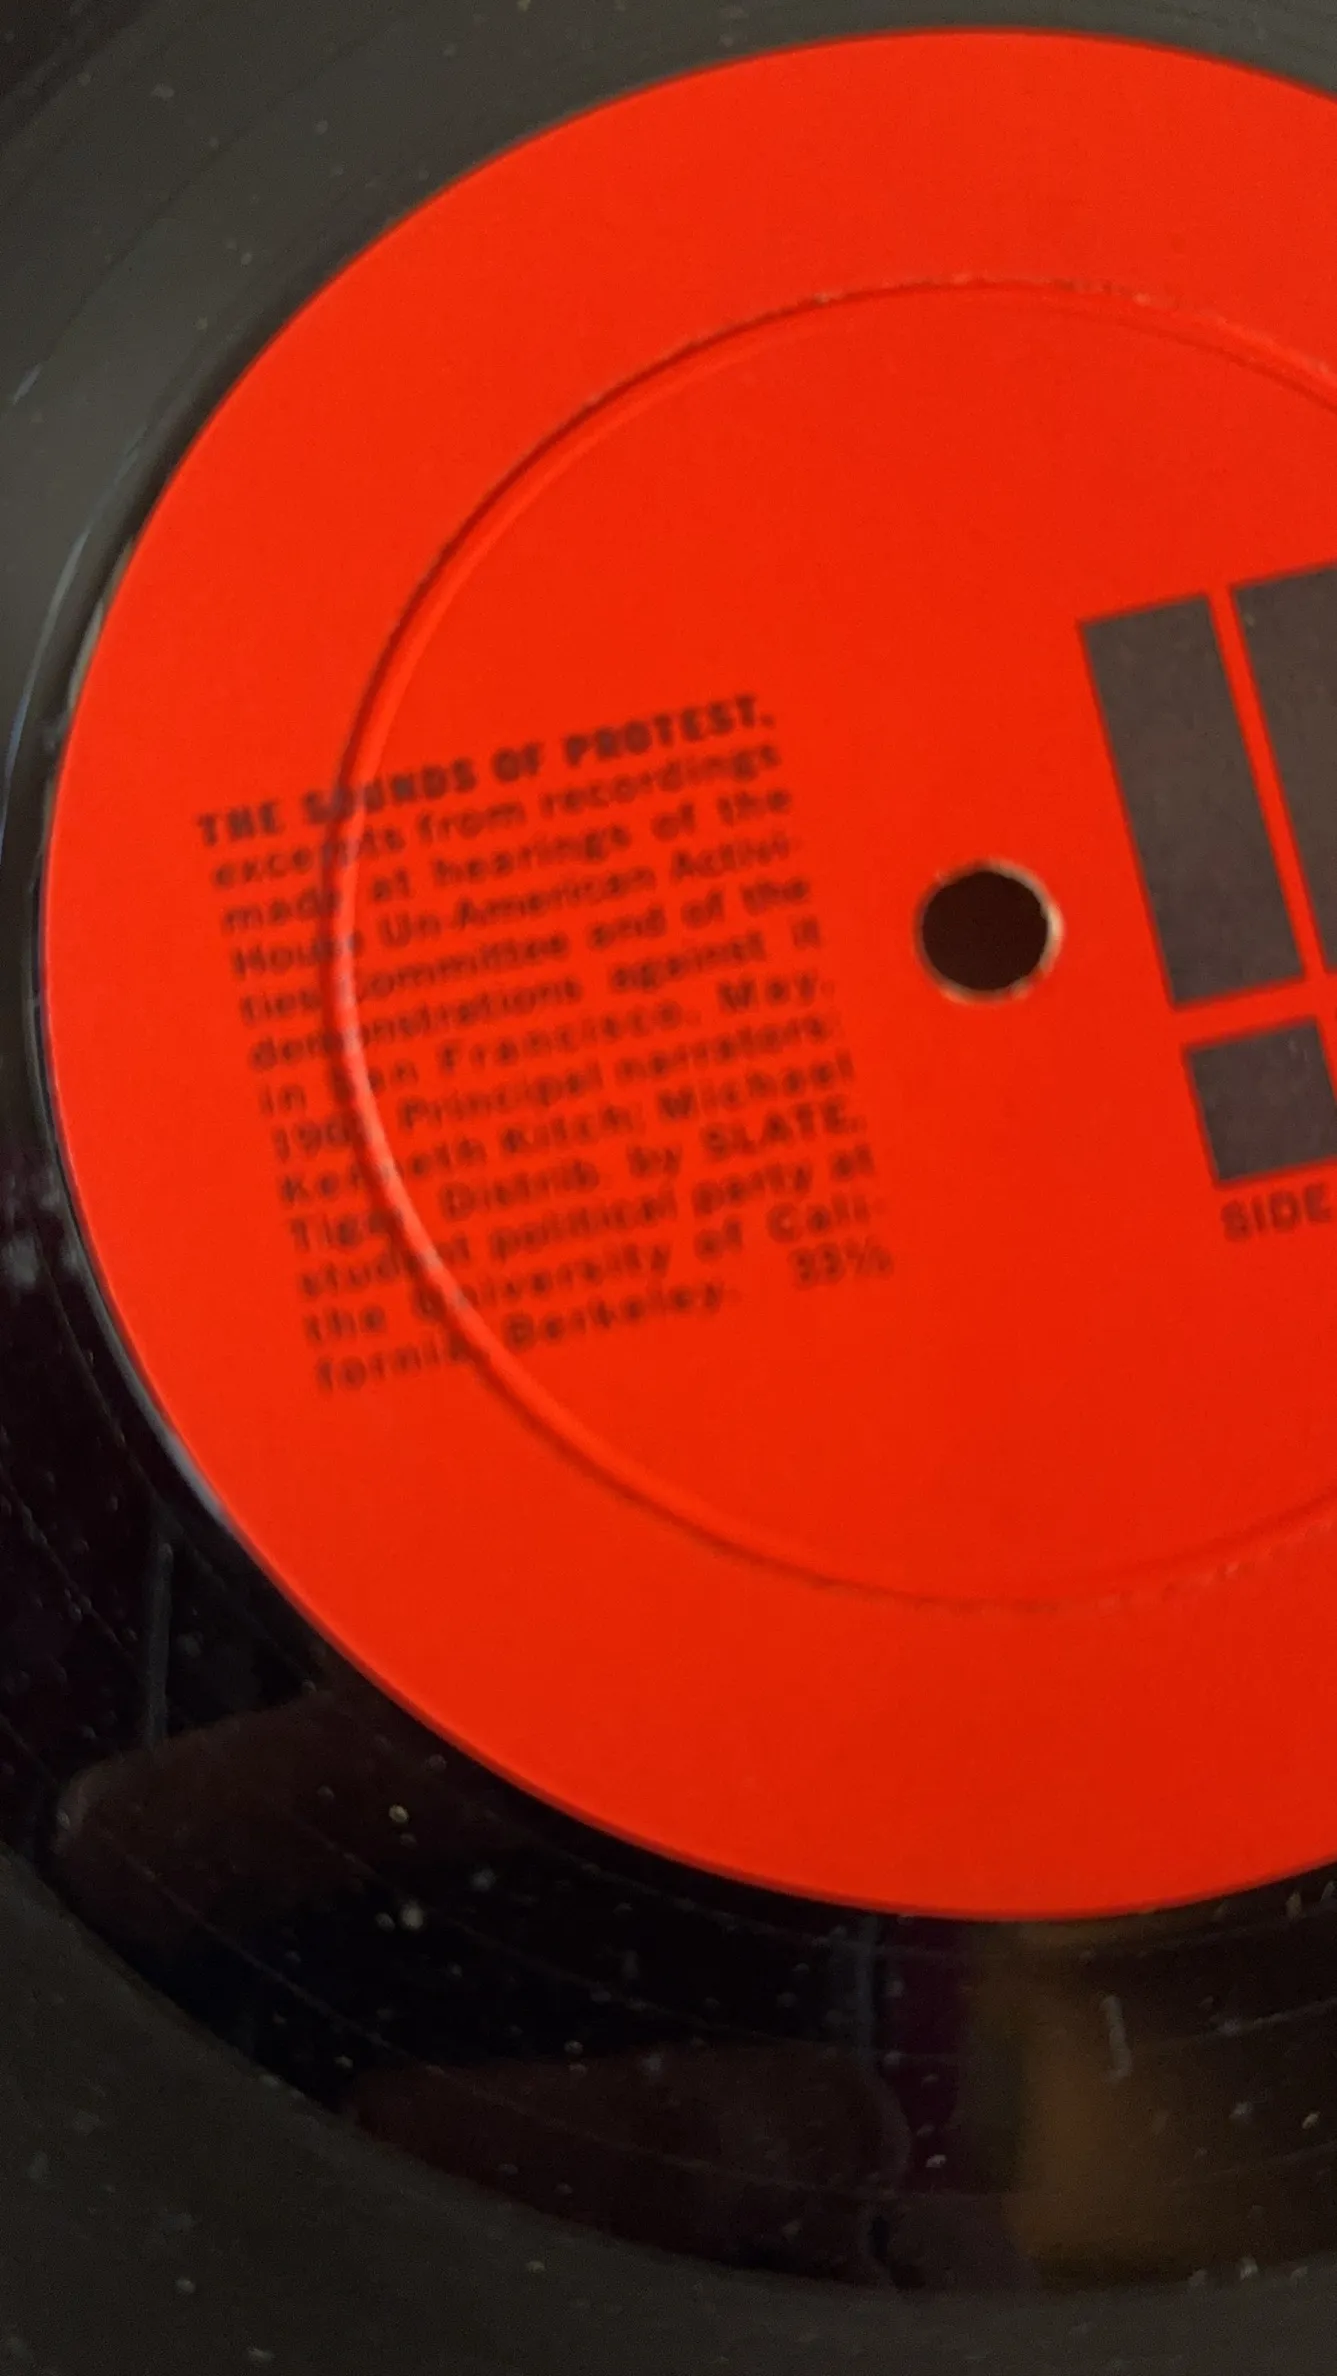 THE SOUNDS OF PROTEST,
excerpts from recordings
made at hearings of the
House Un-American Activi-
ties Committee and of the
demonstrations against it
in San Francisco, May,
Principal narrators:
Kenneth Kitch; Michael
Tigar. Distrib. by SLATE,
student political party at
the University of Cali-
fornia, Berkeley. 33⅓
SIDE